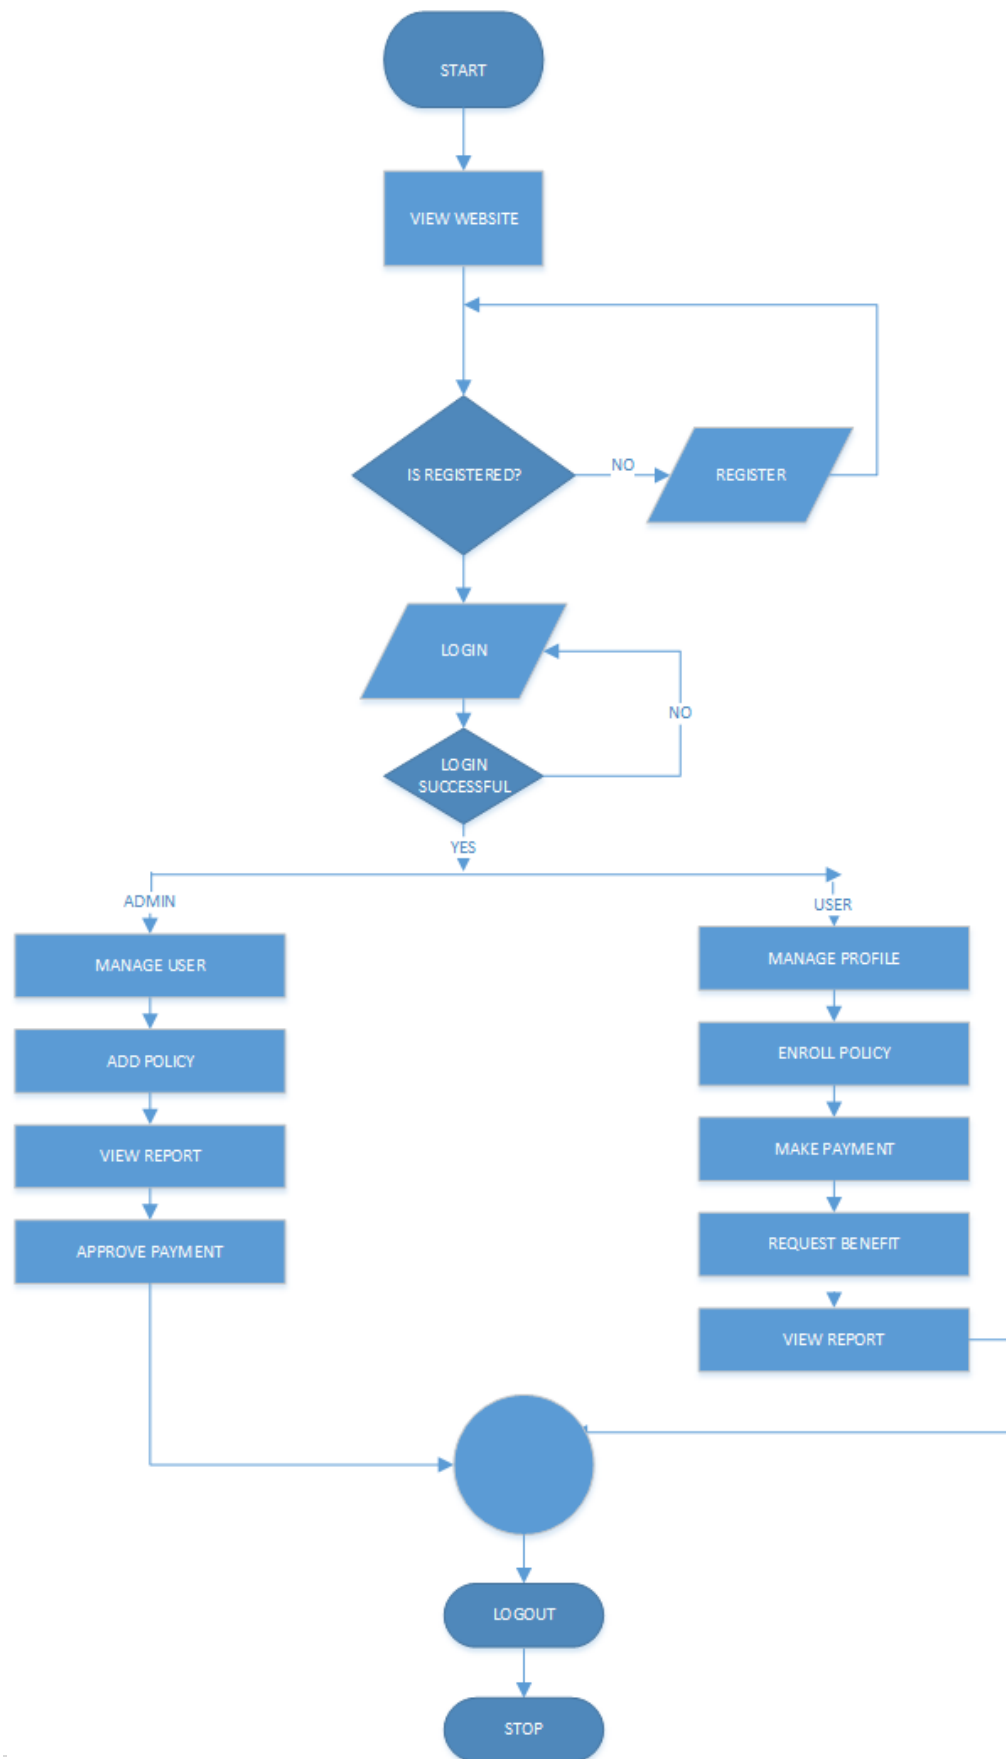 START
VIEW WEBSITE
IS REGISTERED?
NO
REGISTER
LOGIN
NO
LOGIN
SUCCESSFUL
YES
ADMIN
USER
MANAGE USER
MANAGE PROFILE
ADD POLICY
ENROLL POLICY
VIEW REPORT
MAKE PAYMENT
APPROVE PAYMENT
REQUEST BENEFIT
VIEW REPORT
LOGOUT
STOP